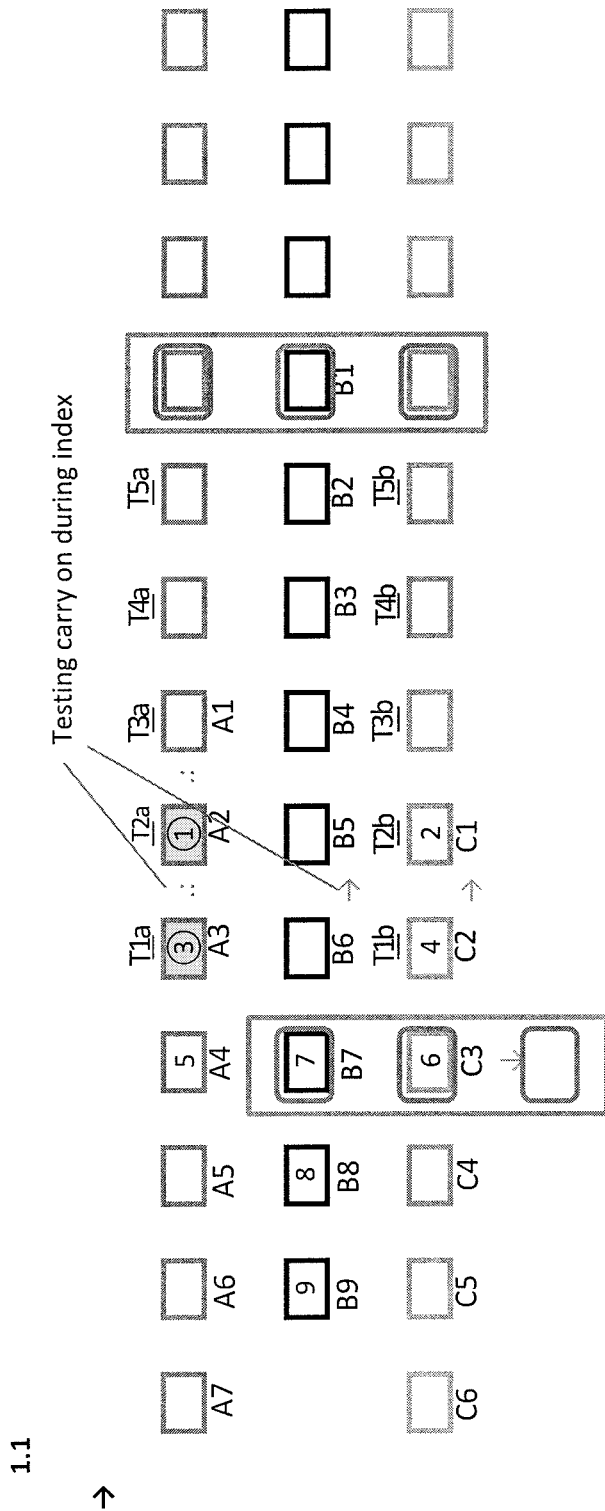 1.1
Testing carry on during index
T1a T2a T3a T4a T5a
5 ③ ①
A7 A6 A5 A4 A3 A2 A1
9 8 7
B9 B8 B7 B6 B5 B4 B3 B2 B1
T1b T2b T3b T4b T5b
6 4 2
C6 C5 C4 C3 C2 C1